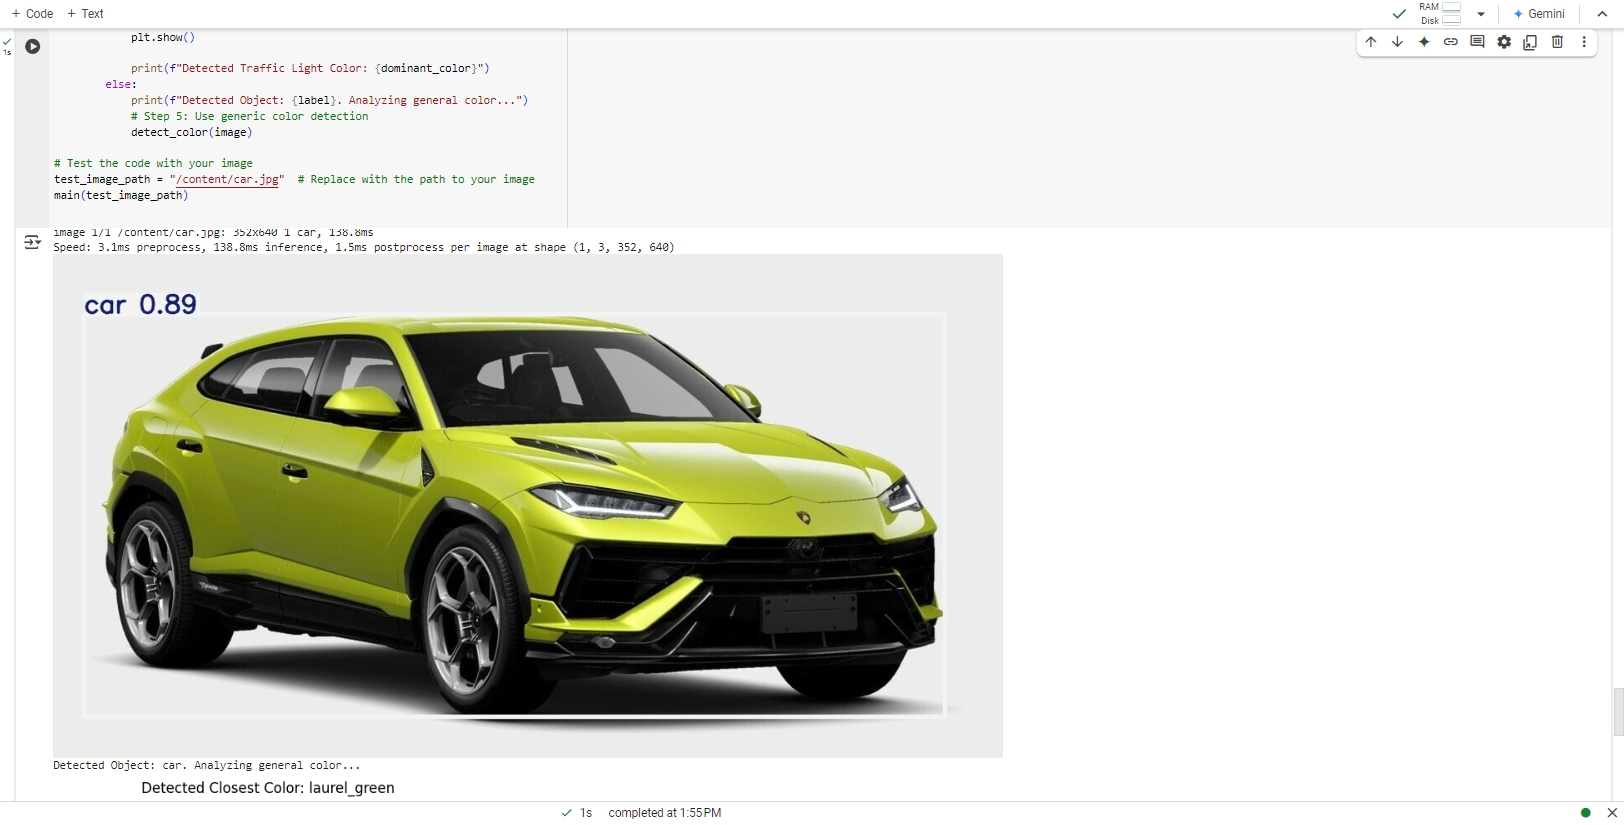 + Code + Text
RAM
Disk
Gemini
1s
plt.show()
print(f"Detected Traffic Light Color: {dominant_color}")
else:
print(f"Detected Object: {label}. Analyzing general color...")
# Step 5: Use generic color detection
detect_color(image)
# Test the code with your image
test_image_path = "/content/car.jpg" # Replace with the path to your image
main(test_image_path)
image 1/1 /content/car.jpg: 352x640 1 car, 138.8ms
Speed: 3.1ms preprocess, 138.8ms inference, 1.5ms postprocess per image at shape (1, 3, 352, 640)
car 0.89
Detected Object: car. Analyzing general color...
Detected Closest Color: laurel_green
1s completed at 1:55 PM